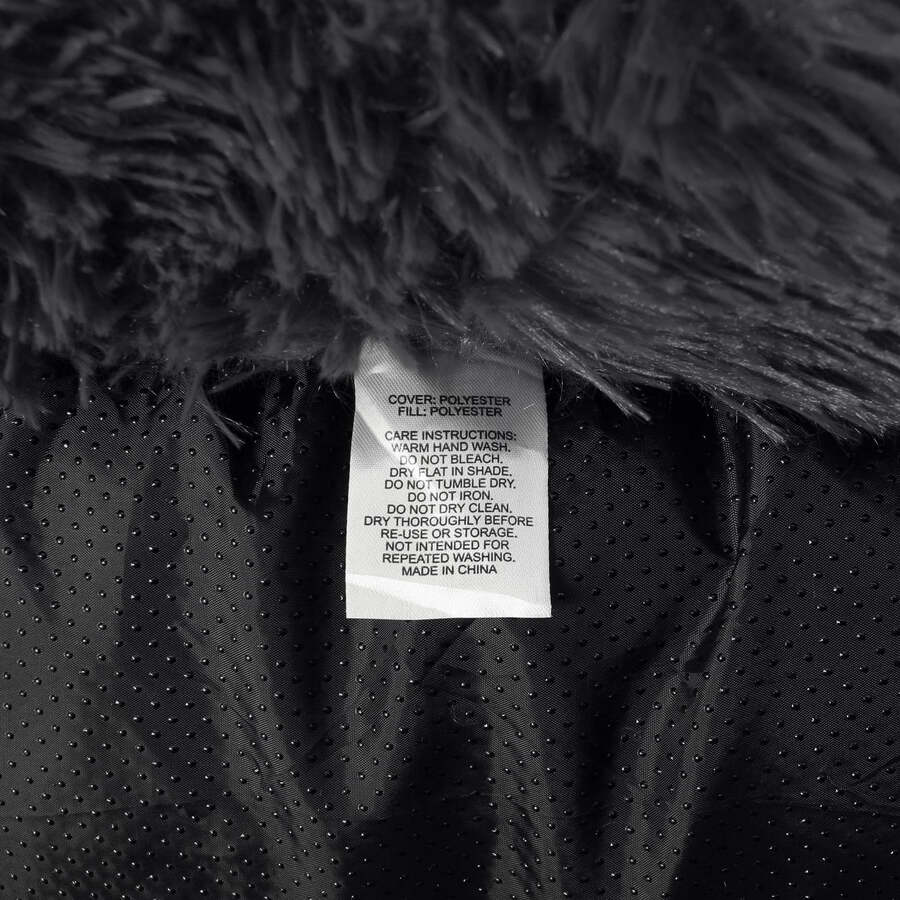 COVER: POLYESTER
FILL: POLYESTER
CARE INSTRUCTIONS:
WARM HAND WASH.
DO NOT BLEACH.
DRY FLAT IN SHADE.
DO NOT TUMBLE DRY.
DO NOT IRON.
DO NOT DRY CLEAN.
DRY THOROUGHLY BEFORE
RE-USE OR STORAGE.
NOT INTENDED FOR
REPEATED WASHING.
MADE IN CHINA